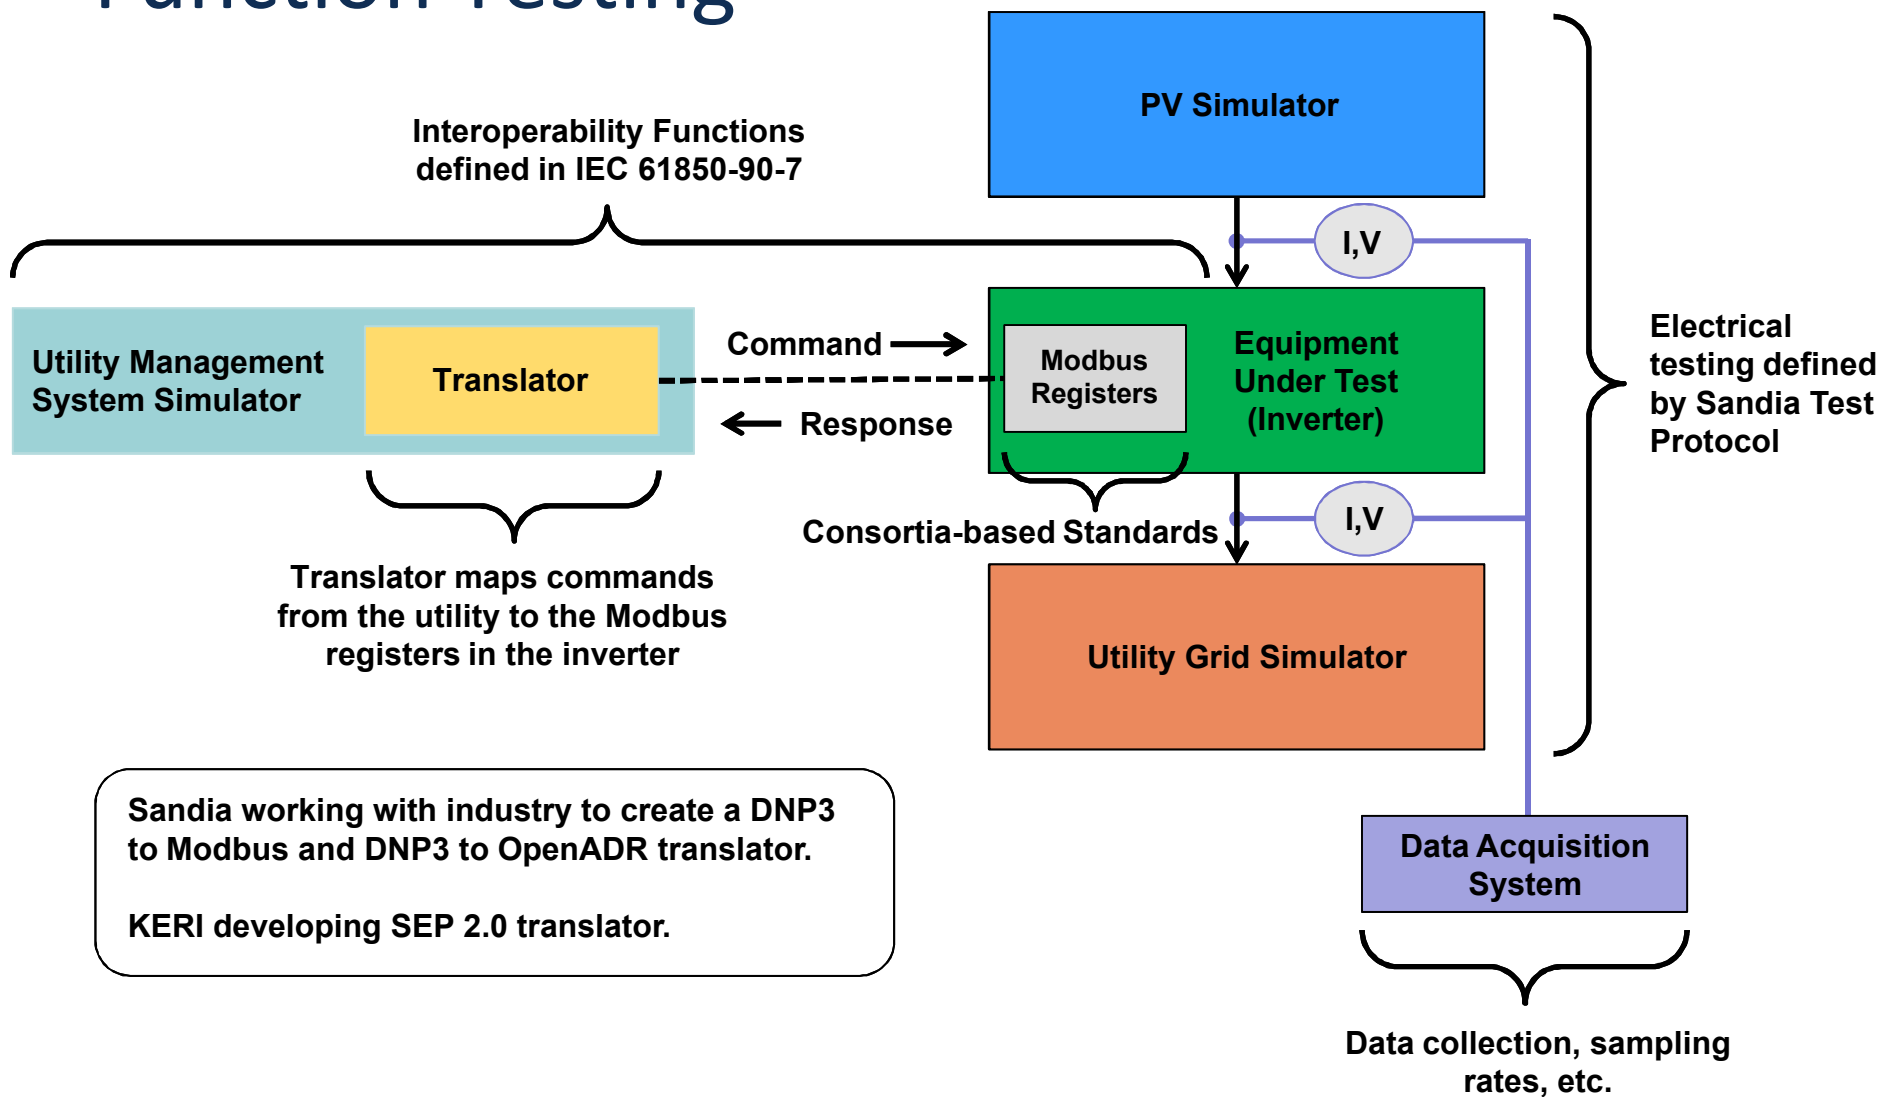 Function Testing
PV Simulator
Interoperability Functions
defined in IEC 61850-90-7
I,V
Utility Management
System Simulator
Translator
Command
Response
Modbus
Registers
Equipment
Under Test
(Inverter)
Electrical
testing defined
by Sandia Test
Protocol
Consortia-based Standards
I,V
Translator maps commands
from the utility to the Modbus
registers in the inverter
Utility Grid Simulator
Sandia working with industry to create a DNP3
to Modbus and DNP3 to OpenADR translator.
KERI developing SEP 2.0 translator.
Data Acquisition
System
Data collection, sampling
rates, etc.